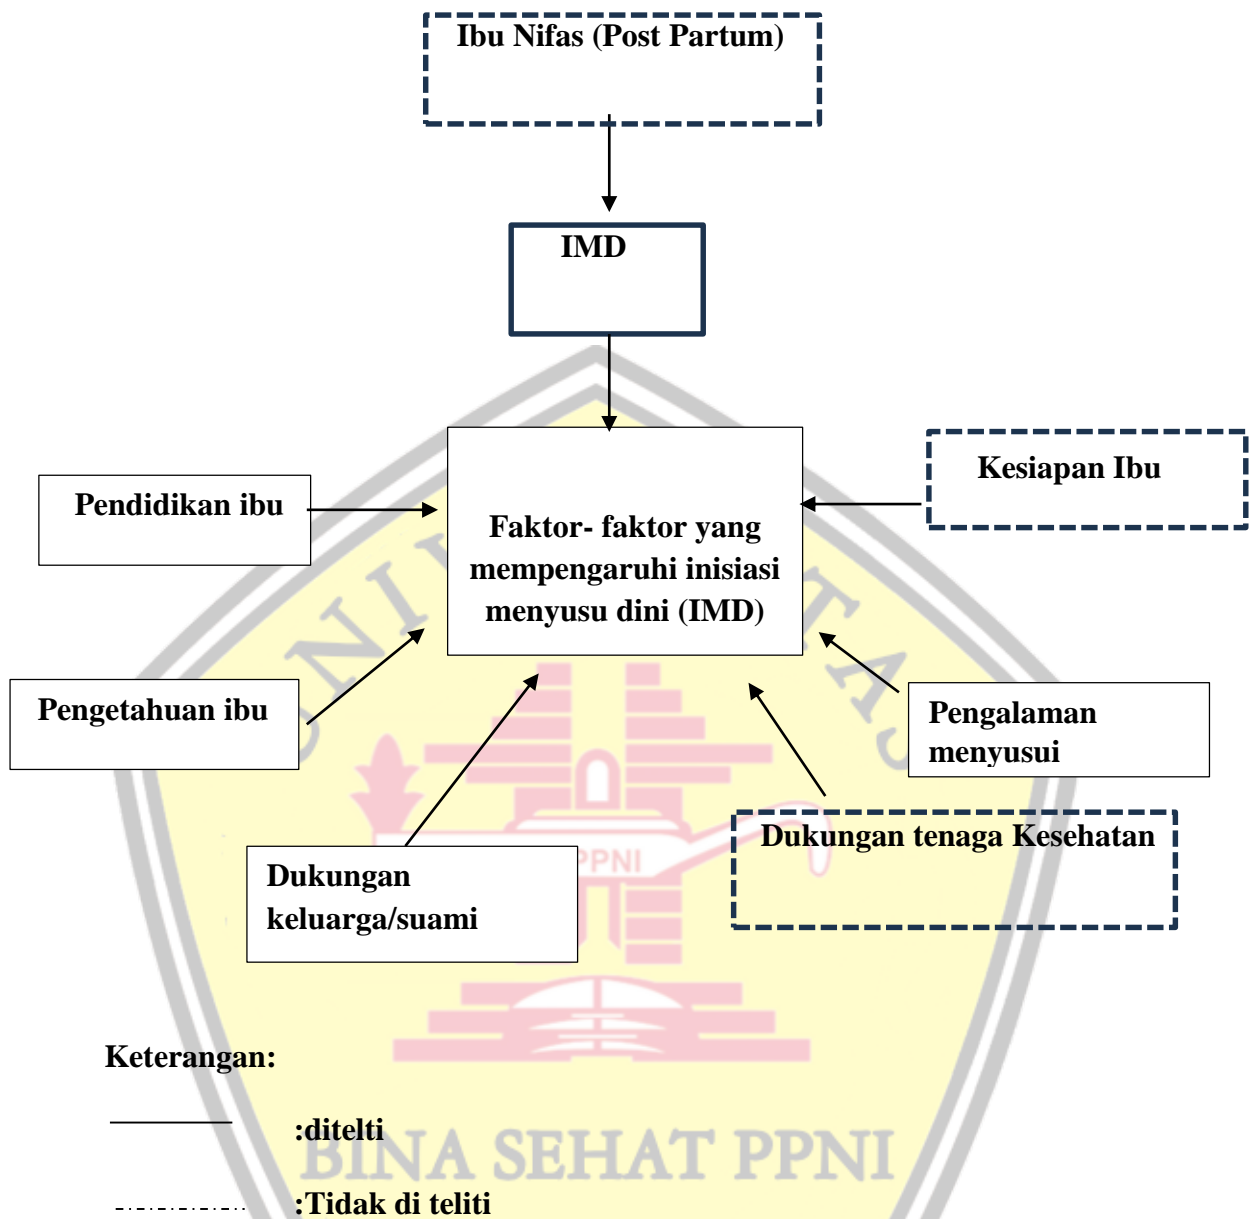 Ibu Nifas (Post Partum)
IMD
Kesiapan Ibu
Pendidikan ibu
Faktor- faktor yang
mempengaruhi inisiasi
menyusu dini (IMD)
Pengetahuan ibu
Pengalaman
menyusui
Dukungan tenaga Kesehatan
Dukungan
keluarga/suami
PPNI
Keterangan:
:ditelti
BINA SEHAT PPNI
:Tidak di teliti